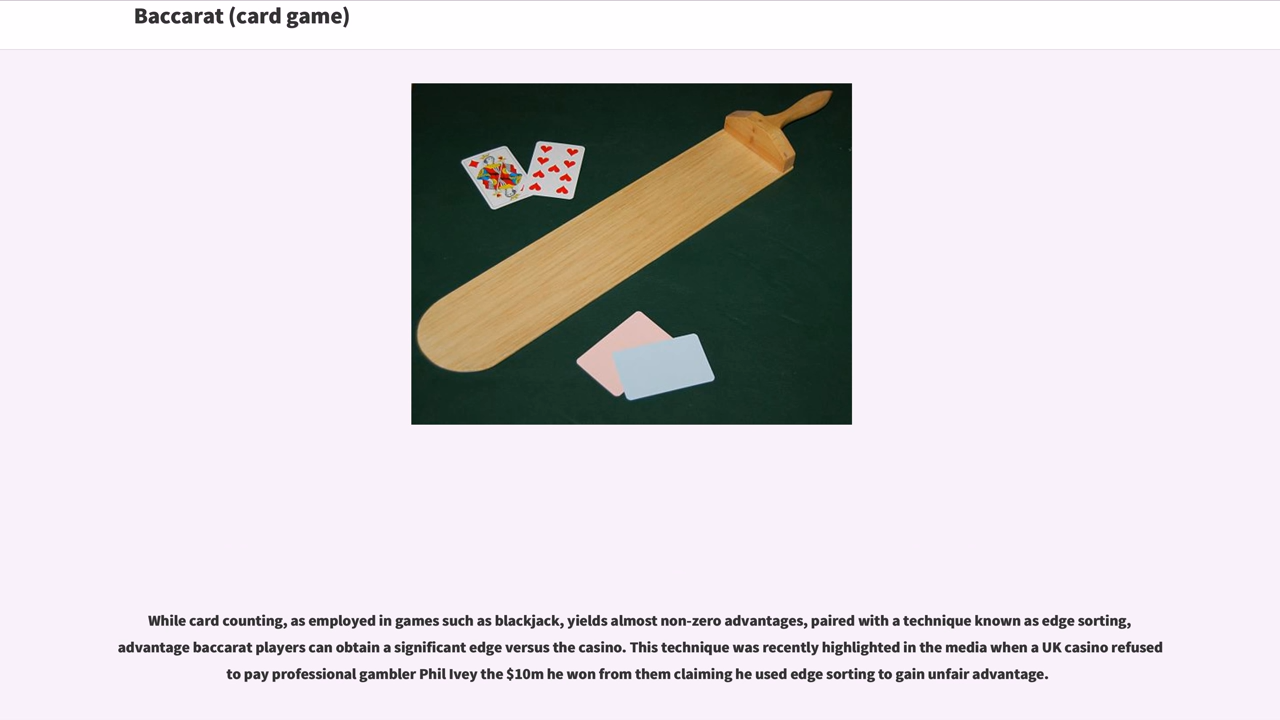 Baccarat (card game)
While card counting, as employed in games such as blackjack, yields almost non-zero advantages, paired with a technique known as edge sorting,
advantage baccarat players can obtain a significant edge versus the casino. This technique was recently highlighted in the media when a UK casino refused
to pay professional gambler Phil Ivey the $10m he won from them claiming he used edge sorting to gain unfair advantage.